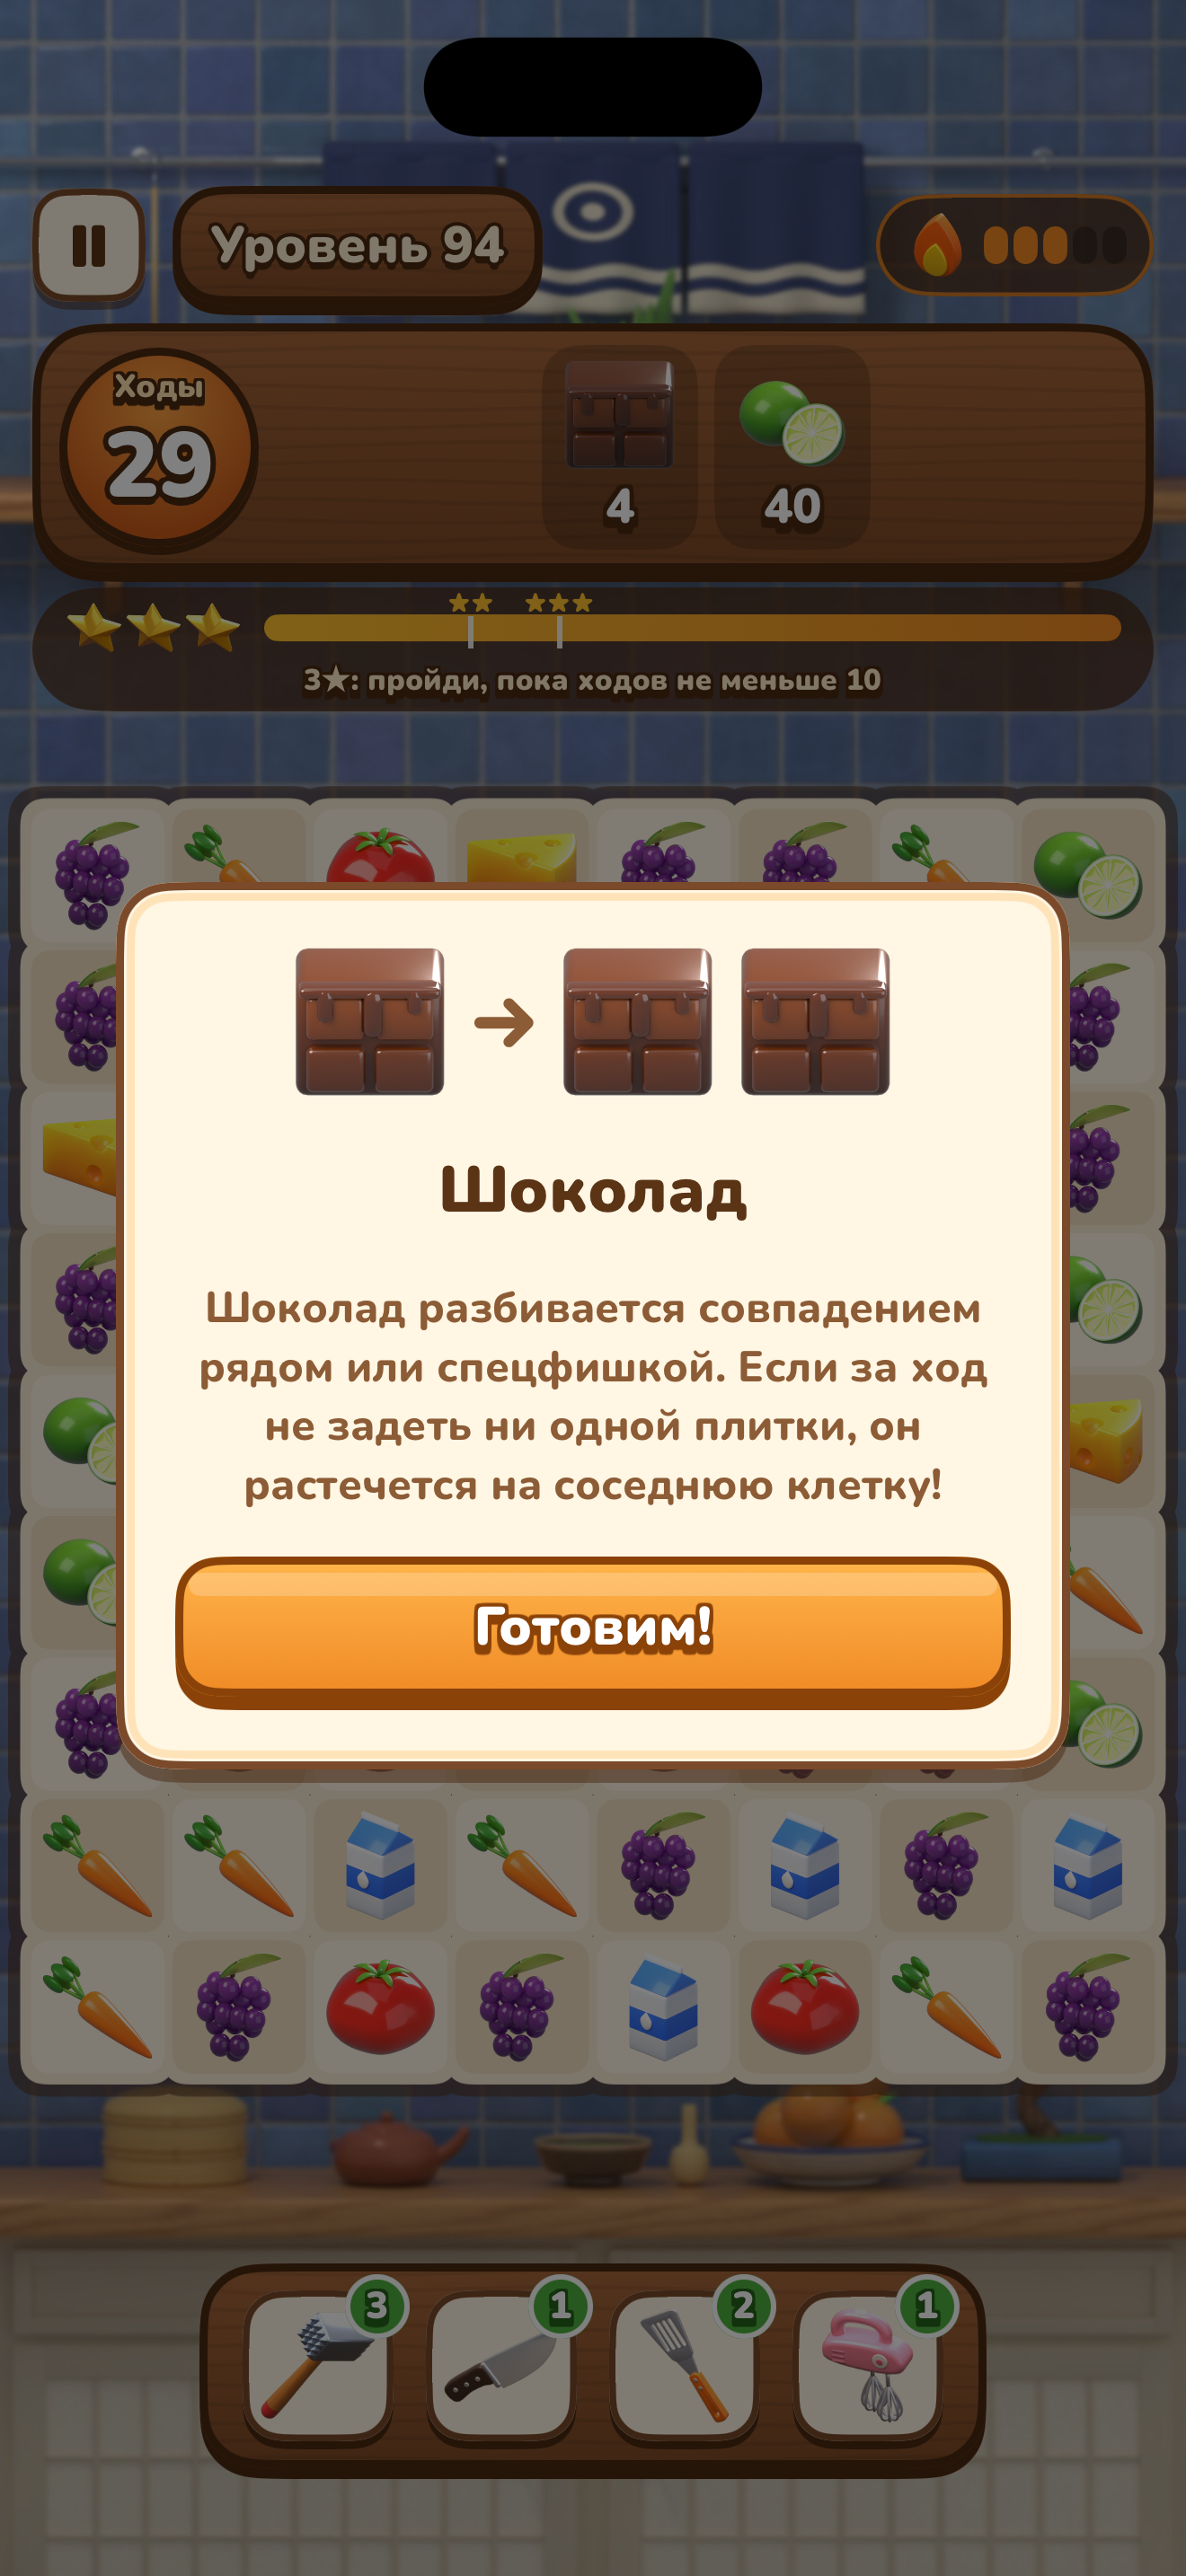 Уровень 94
Ходы
29
4
40
3★: пройди, пока ходов не меньше 10
Шоколад
Шоколад разбивается совпадением
рядом или спецфишкой. Если за ход
не задеть ни одной плитки, он
растечется на соседнюю клетку!
Готовим!
3
1
2
1